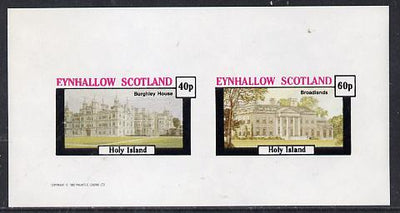 EYNHALLOW SCOTLAND
40p
Burghley House
Holy Island
EYNHALLOW SCOTLAND
60p
Broadlands
Holy Island